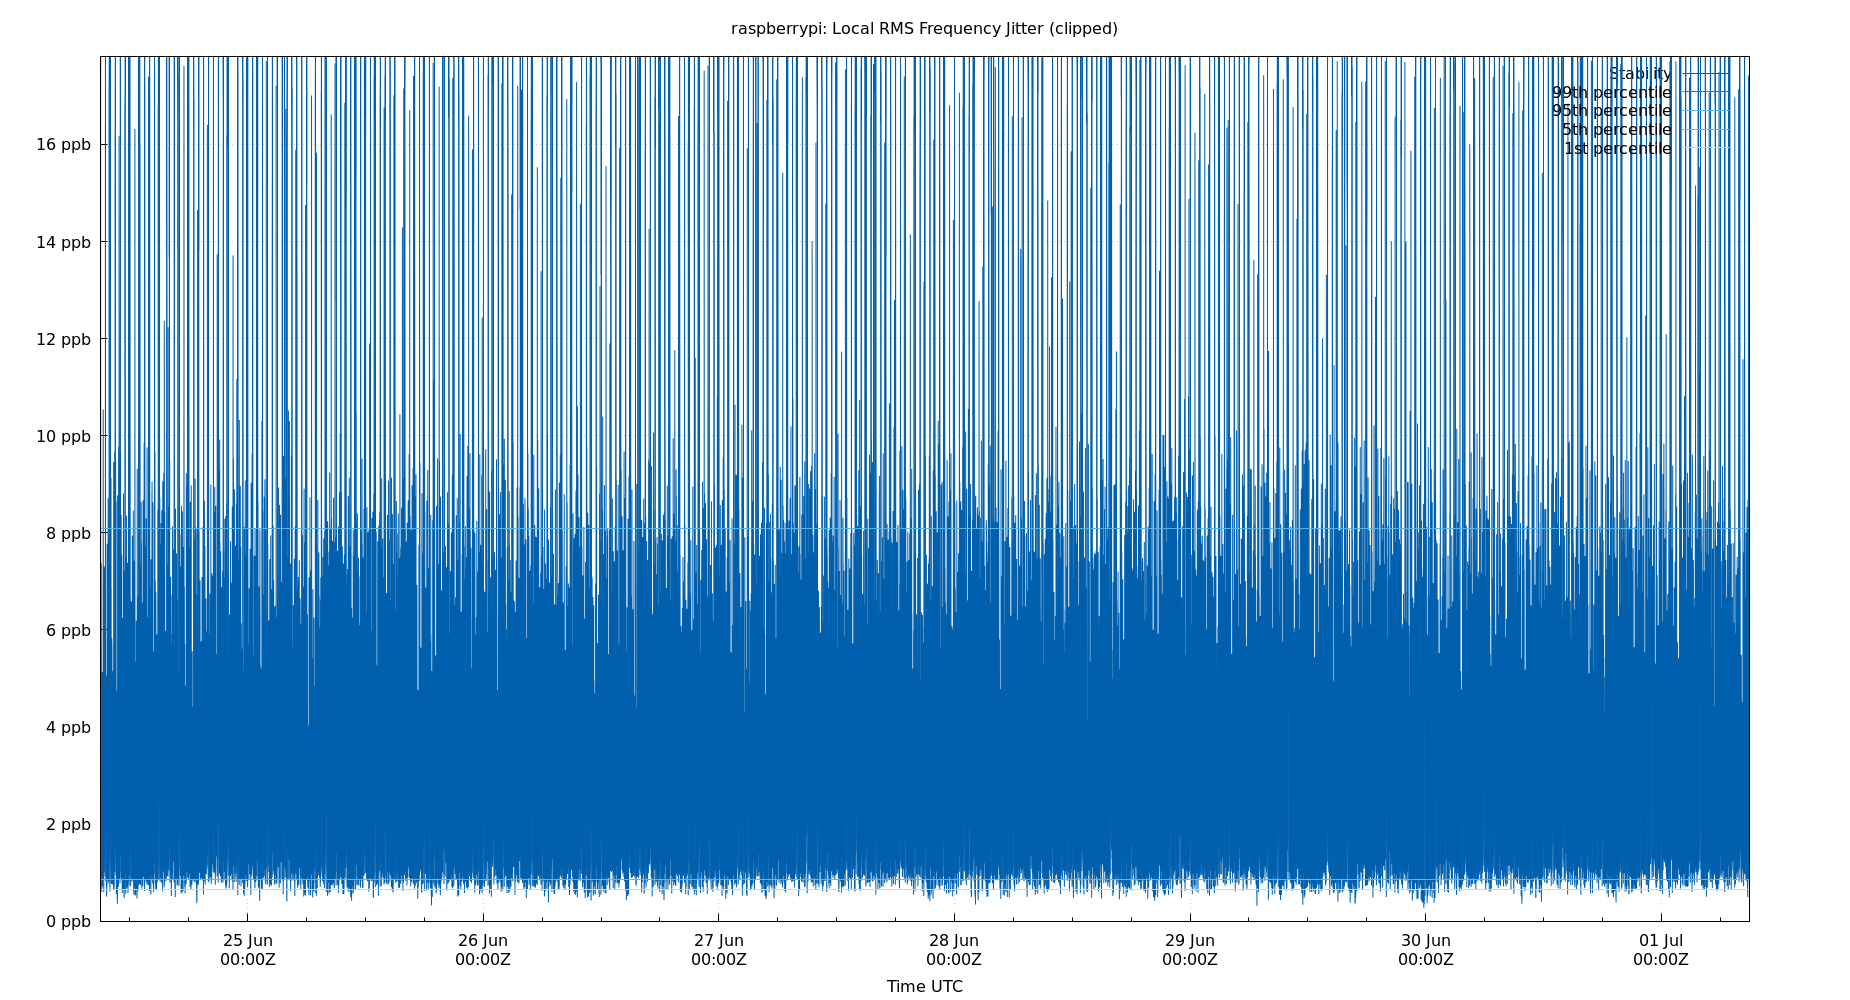 raspberrypi: Local RMS Frequency Jitter (clipped)
Stability
99th percentile
95th percentile
5th percentile
1st percentile
16 ppb
14 ppb
12 ppb
10 ppb
8 ppb
6 ppb
4 ppb
2 ppb
0 ppb
25 Jun 26 Jun 27 Jun 28 Jun 29 Jun 30 Jun 01 Jul
00:00Z 00:00Z 00:00Z 00:00Z 00:00Z 00:00Z 00:00Z
Time UTC